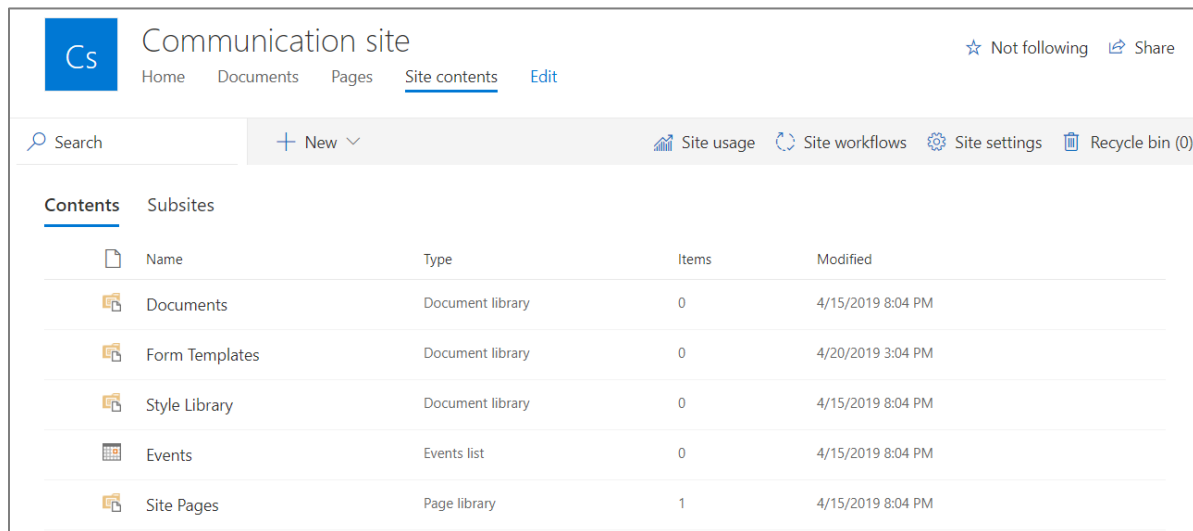 Cs
Communication site
Not following Share
Home Documents Pages Site contents Edit
Search New Site usage Site workflows Site settings Recycle bin (0)
Contents Subsites
Name Type Items Modified
Documents Document library 0 4/15/2019 8:04 PM
Form Templates Document library 0 4/20/2019 3:04 PM
Style Library Document library 0 4/15/2019 8:04 PM
Events Events list 0 4/15/2019 8:04 PM
Site Pages Page library 1 4/15/2019 8:04 PM